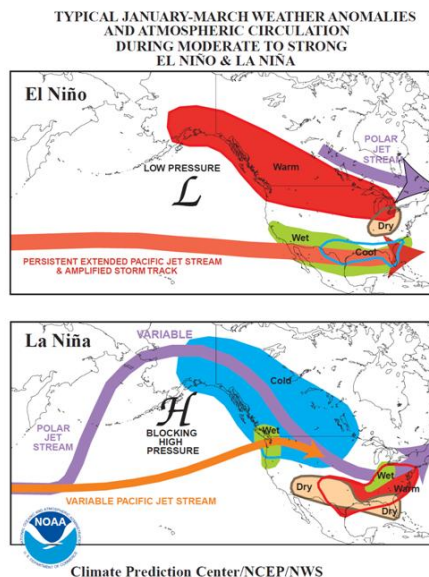 TYPICAL JANUARY-MARCH WEATHER ANOMALIES
AND ATMOSPHERIC CIRCULATION
DURING MODERATE TO STRONG
EL NIÑO & LA NIÑA
El Niño
POLAR
JET
STREAM
LOW PRESSURE
L
Warm
Dry
Wet
Cool
PERSISTENT EXTENDED PACIFIC JET STREAM
& AMPLIFIED STORM TRACK
La Niña
VARIABLE
Cold
H
BLOCKING
HIGH
PRESSURE
POLAR
JET
STREAM
Wet
Wet
Dry
Warm
Dry
VARIABLE PACIFIC JET STREAM
NOAA
Climate Prediction Center/NCEP/NWS